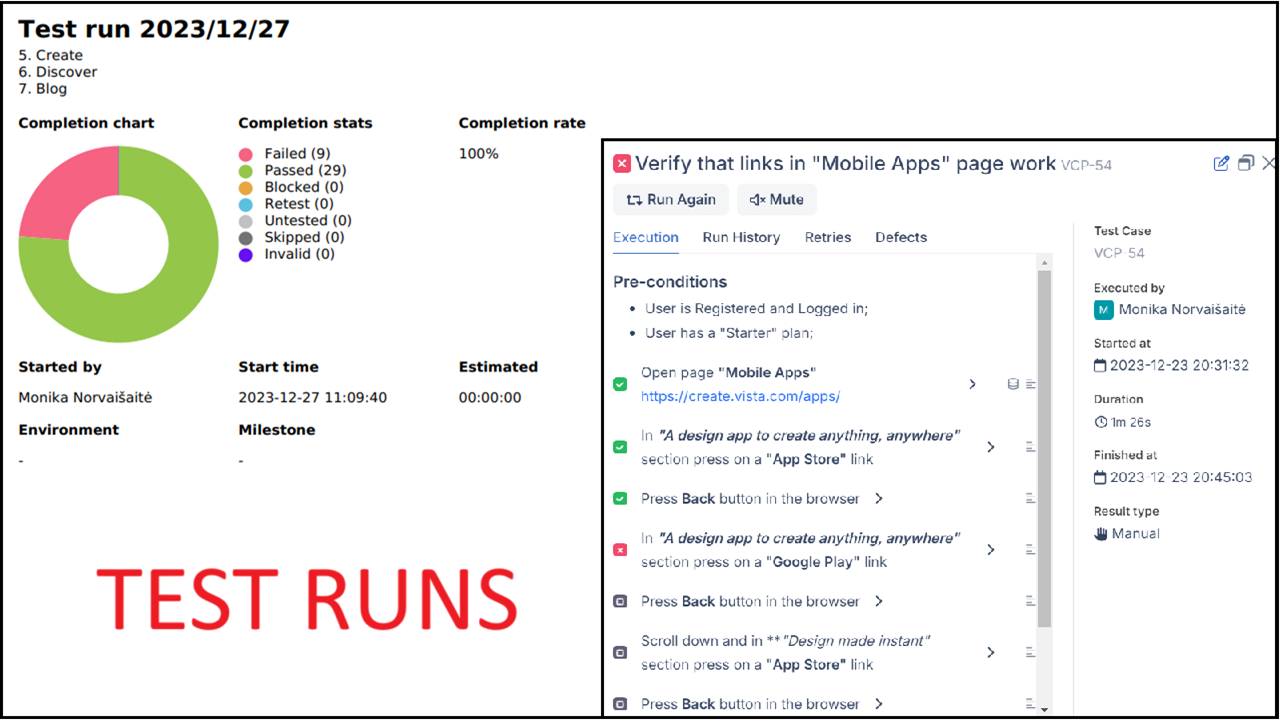 Test run 2023/12/27
5. Create
6. Discover
7. Blog
Completion chart
Completion stats
Completion rate
Failed (9)
Passed (29)
Blocked (0)
Retest (0)
Untested (0)
Skipped (0)
Invalid (0)
100%
Started by
Start time
Estimated
Monika Norvaišaitė
2023-12-27 11:09:40
00:00:00
Environment
Milestone
-
-
TEST RUNS
Verify that links in "Mobile Apps" page work VCP-54
Run Again
Mute
Execution
Run History
Retries
Defects
Pre-conditions
• User is Registered and Logged in;
• User has a "Starter" plan;
Open page "Mobile Apps"
https://create.vista.com/apps/
In "A design app to create anything, anywhere"
section press on a "App Store" link
Press Back button in the browser
In "A design app to create anything, anywhere"
section press on a "Google Play" link
Press Back button in the browser
Scroll down and in **"Design made instant"
section press on a "App Store" link
Press Back button in the browser
Test Case
VCP-54
Executed by
M Monika Norvaišaitė
Started at
2023-12-23 20:31:32
Duration
1m 26s
Finished at
2023-12-23 20:45:03
Result type
Manual